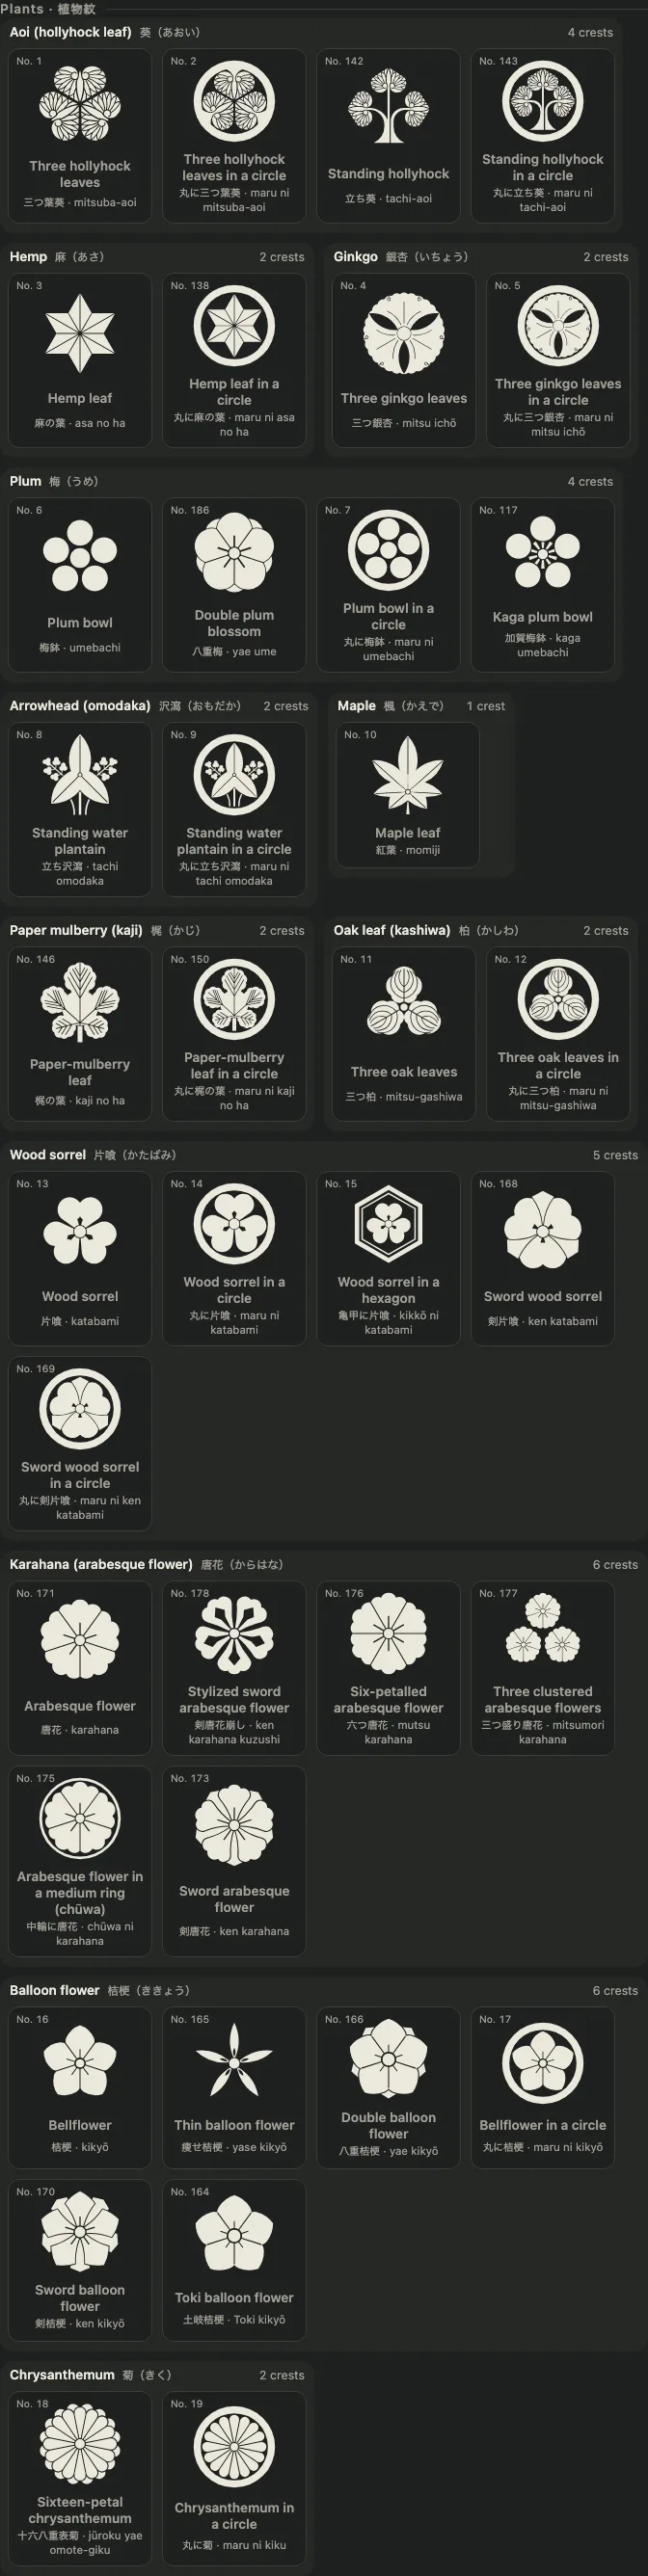 Plants · 植物紋
Aoi (hollyhock leaf) 葵（あおい） 4 crests
No. 1
Three hollyhock
leaves
三つ葉葵 · mitsuba-aoi
No. 2
Three hollyhock
leaves in a circle
丸に三つ葉葵 · maru ni
mitsuba-aoi
No. 142
Standing hollyhock
立ち葵 · tachi-aoi
No. 143
Standing hollyhock
in a circle
丸に立ち葵 · maru ni
tachi-aoi
Hemp 麻（あさ） 2 crests
No. 3
Hemp leaf
麻の葉 · asa no ha
No. 138
Hemp leaf in a
circle
丸に麻の葉 · maru ni asa
no ha
Ginkgo 銀杏（いちょう） 2 crests
No. 4
Three ginkgo leaves
三つ銀杏 · mitsu ichō
No. 5
Three ginkgo leaves
in a circle
丸に三つ銀杏 · maru ni
mitsu ichō
Plum 梅（うめ） 4 crests
No. 6
Plum bowl
梅鉢 · umebachi
No. 186
Double plum
blossom
八重梅 · yae ume
No. 7
Plum bowl in a
circle
丸に梅鉢 · maru ni
umebachi
No. 117
Kaga plum bowl
加賀梅鉢 · kaga
umebachi
Arrowhead (omodaka) 沢瀉（おもだか） 2 crests
No. 8
Standing water
plantain
立ち沢瀉 · tachi
omodaka
No. 9
Standing water
plantain in a circle
丸に立ち沢瀉 · maru ni
tachi omodaka
Maple 楓（かえで） 1 crest
No. 10
Maple leaf
紅葉 · momiji
Paper mulberry (kaji) 梶（かじ） 2 crests
No. 146
Paper-mulberry
leaf
梶の葉 · kaji no ha
No. 150
Paper-mulberry
leaf in a circle
丸に梶の葉 · maru ni kaji
no ha
Oak leaf (kashiwa) 柏（かしわ） 2 crests
No. 11
Three oak leaves
三つ柏 · mitsu-gashiwa
No. 12
Three oak leaves in
a circle
丸に三つ柏 · maru ni
mitsu-gashiwa
Wood sorrel 片喰（かたばみ） 5 crests
No. 13
Wood sorrel
片喰 · katabami
No. 14
Wood sorrel in a
circle
丸に片喰 · maru ni
katabami
No. 15
Wood sorrel in a
hexagon
亀甲に片喰 · kikkō ni
katabami
No. 168
Sword wood sorrel
剣片喰 · ken katabami
No. 169
Sword wood sorrel
in a circle
丸に剣片喰 · maru ni ken
katabami
Karahana (arabesque flower) 唐花（からはな） 6 crests
No. 171
Arabesque flower
唐花 · karahana
No. 178
Stylized sword
arabesque flower
剣唐花崩し · ken
karahana kuzushi
No. 176
Six-petalled
arabesque flower
六つ唐花 · mutsu
karahana
No. 177
Three clustered
arabesque flowers
三つ盛り唐花 · mitsumori
karahana
No. 175
Arabesque flower in
a medium ring
(chūwa)
中輪に唐花 · chūwa ni
karahana
No. 173
Sword arabesque
flower
剣唐花 · ken karahana
Balloon flower 桔梗（ききょう） 6 crests
No. 16
Bellflower
桔梗 · kikyō
No. 165
Thin balloon flower
痩せ桔梗 · yase kikyō
No. 166
Double balloon
flower
八重桔梗 · yae kikyō
No. 17
Bellflower in a circle
丸に桔梗 · maru ni kikyō
No. 170
Sword balloon
flower
剣桔梗 · ken kikyō
No. 164
Toki balloon flower
土岐桔梗 · Toki kikyō
Chrysanthemum 菊（きく） 2 crests
No. 18
Sixteen-petal
chrysanthemum
十六八重表菊 · jūroku yae
omote-giku
No. 19
Chrysanthemum in
a circle
丸に菊 · maru ni kiku